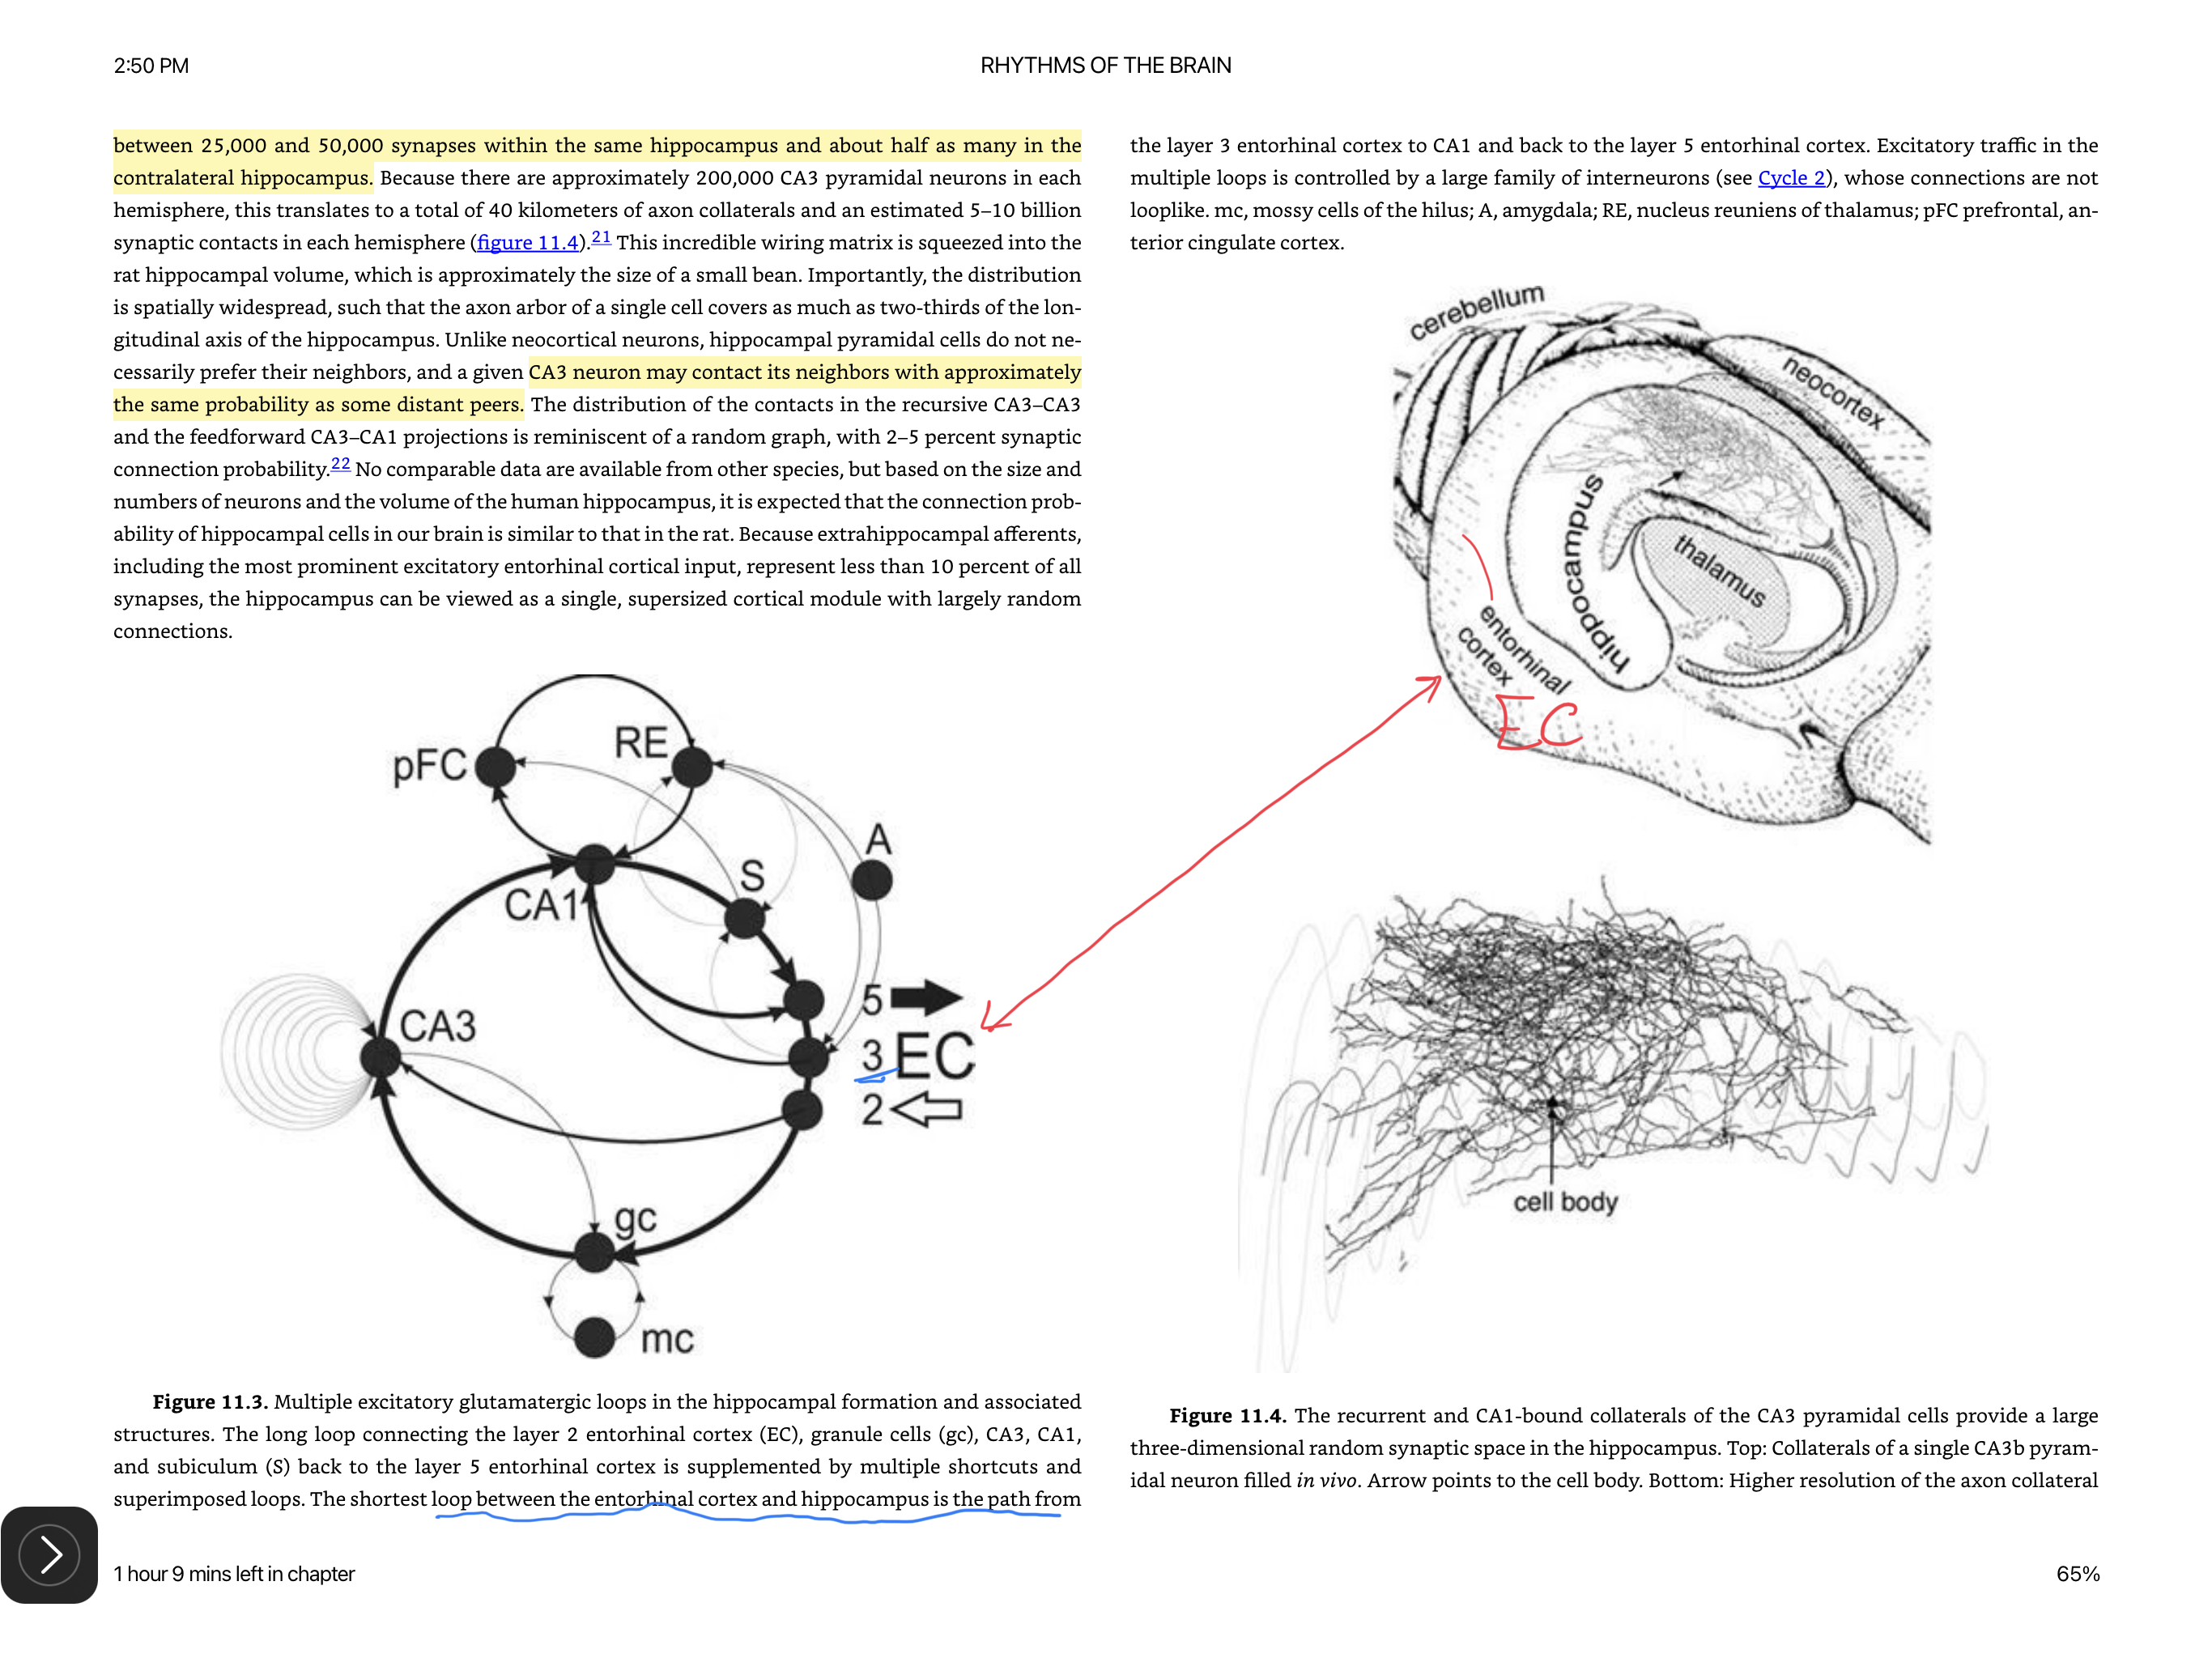 2:50 PM
RHYTHMS OF THE BRAIN
between 25,000 and 50,000 synapses within the same hippocampus and about half as many in the
contralateral hippocampus. Because there are approximately 200,000 CA3 pyramidal neurons in each
hemisphere, this translates to a total of 40 kilometers of axon collaterals and an estimated 5–10 billion
synaptic contacts in each hemisphere (figure 11.4).21 This incredible wiring matrix is squeezed into the
rat hippocampal volume, which is approximately the size of a small bean. Importantly, the distribution
is spatially widespread, such that the axon arbor of a single cell covers as much as two-thirds of the lon-
gitudinal axis of the hippocampus. Unlike neocortical neurons, hippocampal pyramidal cells do not ne-
cessarily prefer their neighbors, and a given CA3 neuron may contact its neighbors with approximately
the same probability as some distant peers. The distribution of the contacts in the recursive CA3–CA3
and the feedforward CA3–CA1 projections is reminiscent of a random graph, with 2–5 percent synaptic
connection probability.22 No comparable data are available from other species, but based on the size and
numbers of neurons and the volume of the human hippocampus, it is expected that the connection prob-
ability of hippocampal cells in our brain is similar to that in the rat. Because extrahippocampal afferents,
including the most prominent excitatory entorhinal cortical input, represent less than 10 percent of all
synapses, the hippocampus can be viewed as a single, supersized cortical module with largely random
connections.
pFC
RE
A
S
CA1
CA3
5
3 EC
2
gc
mc
Figure 11.3. Multiple excitatory glutamatergic loops in the hippocampal formation and associated
structures. The long loop connecting the layer 2 entorhinal cortex (EC), granule cells (gc), CA3, CA1,
and subiculum (S) back to the layer 5 entorhinal cortex is supplemented by multiple shortcuts and
superimposed loops. The shortest loop between the entorhinal cortex and hippocampus is the path from
the layer 3 entorhinal cortex to CA1 and back to the layer 5 entorhinal cortex. Excitatory traffic in the
multiple loops is controlled by a large family of interneurons (see Cycle 2), whose connections are not
looplike. mc, mossy cells of the hilus; A, amygdala; RE, nucleus reuniens of thalamus; pFC prefrontal, an-
terior cingulate cortex.
cerebellum
neocortex
hippocampus
thalamus
entorhinal
cortex
EC
cell body
Figure 11.4. The recurrent and CA1-bound collaterals of the CA3 pyramidal cells provide a large
three-dimensional random synaptic space in the hippocampus. Top: Collaterals of a single CA3b pyram-
idal neuron filled in vivo. Arrow points to the cell body. Bottom: Higher resolution of the axon collateral
1 hour 9 mins left in chapter
65%